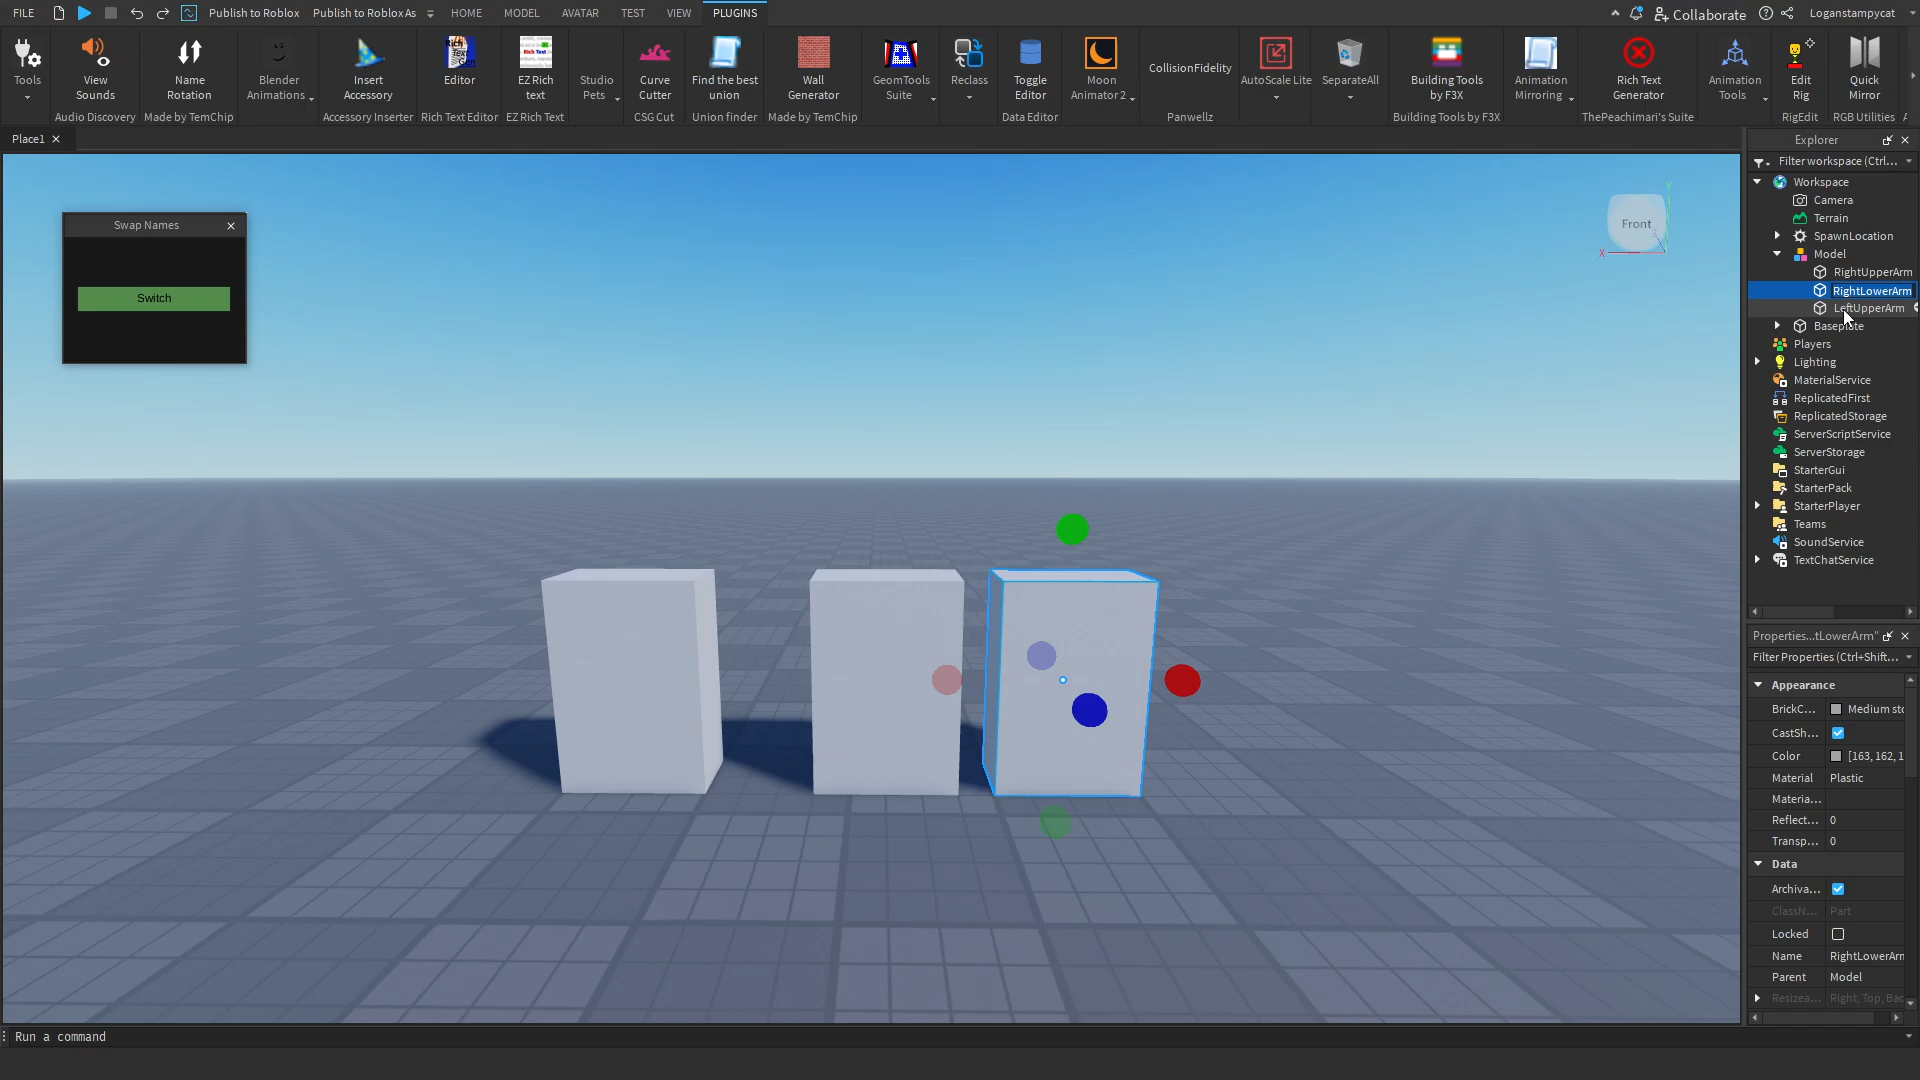 FILE Publish to Roblox Publish to Roblox As HOME MODEL AVATAR TEST VIEW PLUGINS Collaborate Loganstampycat
Tools
View Sounds
Name Rotation
Blender Animations
Insert Accessory
Rich Text Gen
Editor
Rich Text
EZ Rich text
Studio Pets
Curve Cutter
Find the best union
Wall Generator
GeomTools Suite
Reclass
Toggle Editor
Moon Animator 2
CollisionFidelity
AutoScale Lite
SeparateAll
Building Tools by F3X
Animation Mirroring
Rich Text Generator
Animation Tools
Edit Rig
Quick Mirror
Audio Discovery Made by TemChip Accessory Inserter Rich Text Editor EZ Rich Text CSG Cut Union finder Made by TemChip Data Editor Panwellz Building Tools by F3X ThePeachimari's Suite RigEdit RGB Utilities A
Place1
Swap Names
Switch
Front
X
Y
Z
Explorer
Filter workspace (Ctrl...
Workspace
Camera
Terrain
SpawnLocation
Model
RightUpperArm
RightLowerArm
LeftUpperArm
Baseplate
Players
Lighting
MaterialService
ReplicatedFirst
ReplicatedStorage
ServerScriptService
ServerStorage
StarterGui
StarterPack
StarterPlayer
Teams
SoundService
TextChatService
Properties...tLowerArm"
Filter Properties (Ctrl+Shift...
Appearance
BrickC... Medium sto
CastSh...
Color [163, 162, 1
Material Plastic
Materia...
Reflect... 0
Transp... 0
Data
Archiva...
ClassN... Part
Locked
Name RightLowerArm
Parent Model
Resizea... Right, Top, Bac
Run a command